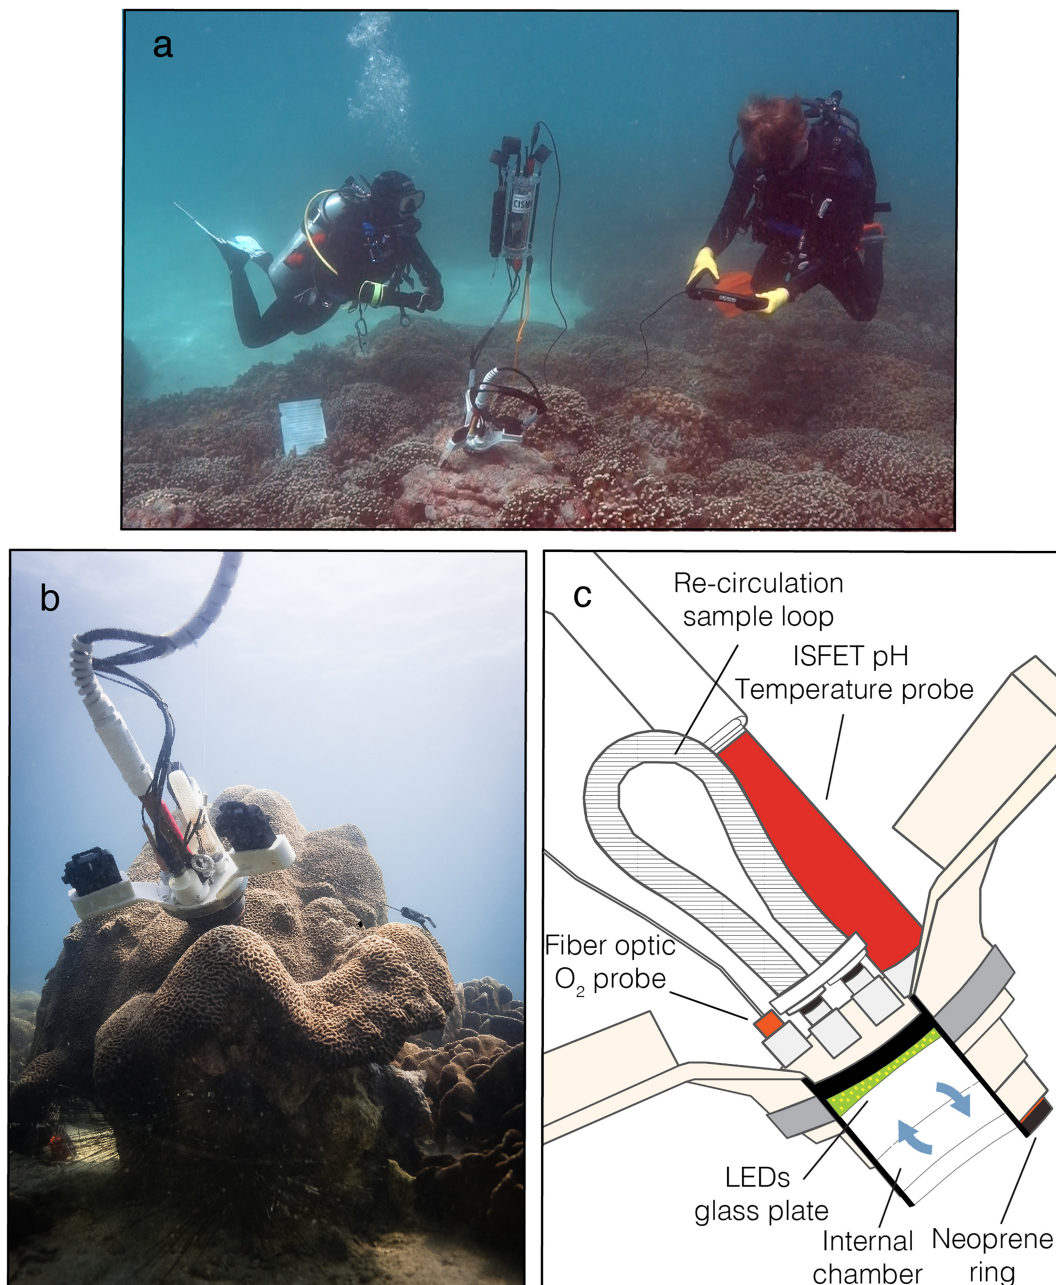 a
CISME
b
c
Re-circulation
sample loop
ISFET pH
Temperature probe
Fiber optic
O₂ probe
LEDs
glass plate
Internal
chamber
Neoprene
ring